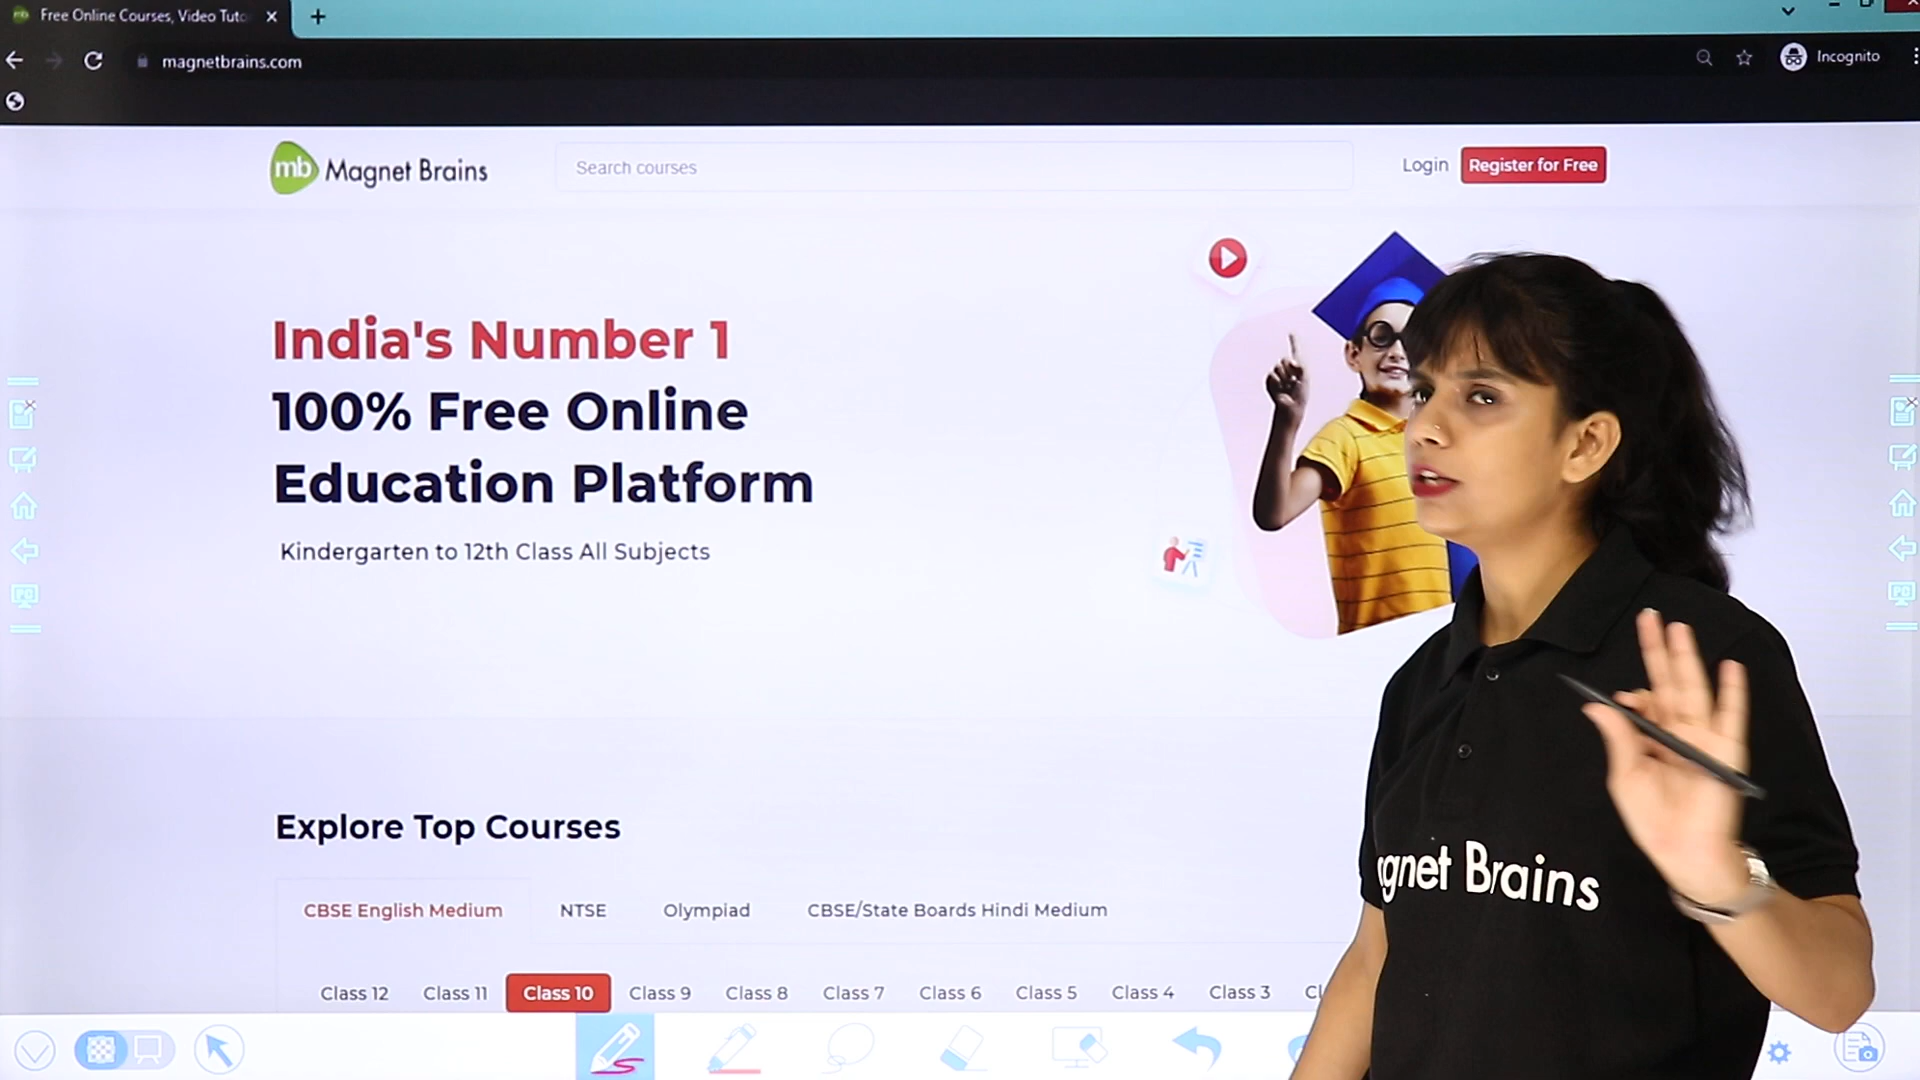 Free Online Courses, Video Tuto
magnetbrains.com
Incognito
mb Magnet Brains
Search courses
Login
Register for Free
India's Number 1
100% Free Online
Education Platform
Kindergarten to 12th Class All Subjects
Explore Top Courses
CBSE English Medium
NTSE
Olympiad
CBSE/State Boards Hindi Medium
Class 12
Class 11
Class 10
Class 9
Class 8
Class 7
Class 6
Class 5
Class 4
Class 3
Cl
gnet Brains